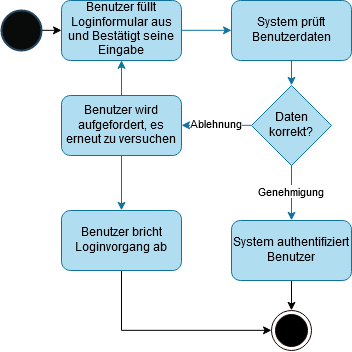 Benutzer füllt
Loginformular aus
und Bestätigt seine
Eingabe
System prüft
Benutzerdaten
Benutzer wird
aufgefordert, es
erneut zu versuchen
Ablehnung
Daten
korrekt?
Genehmigung
Benutzer bricht
Loginvorgang ab
System authentifiziert
Benutzer